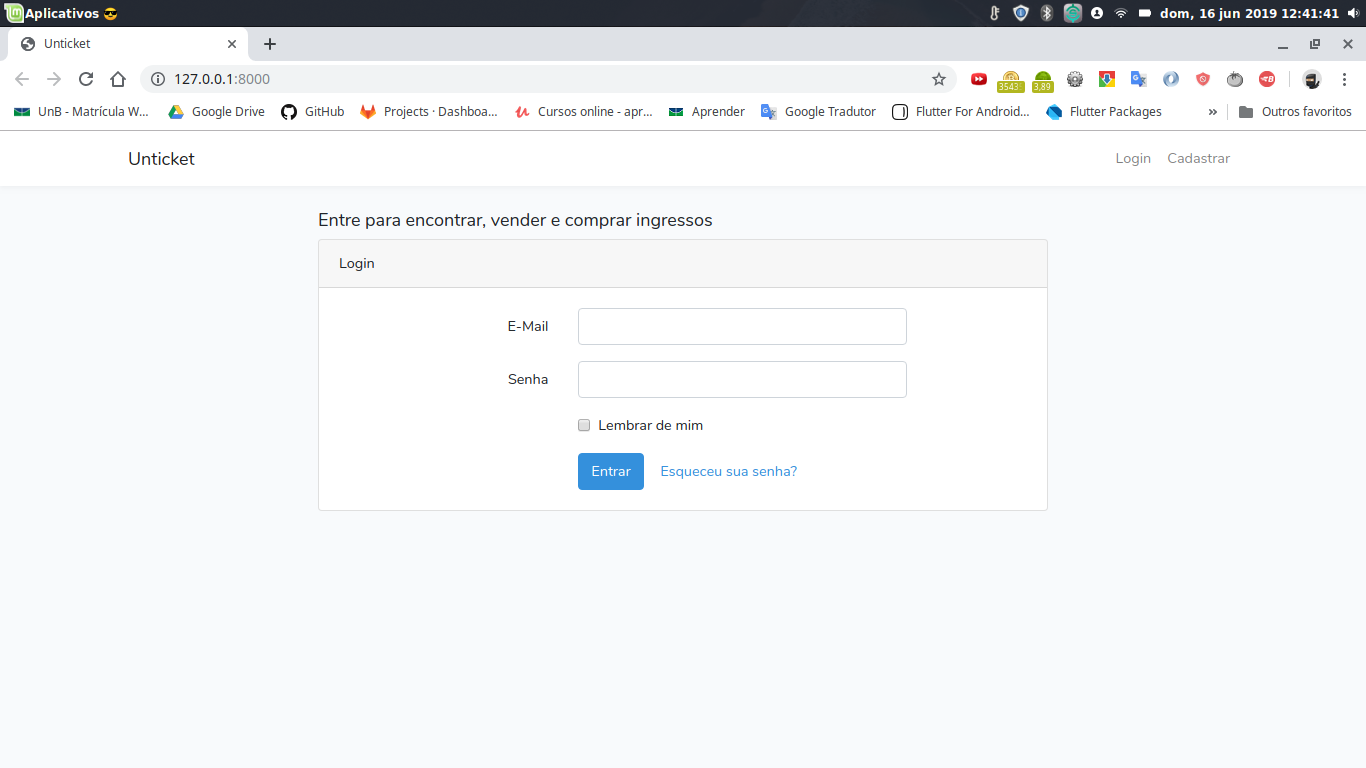 Aplicativos 😎
dom, 16 jun 2019 12:41:41
Unticket
127.0.0.1:8000
3,89
UnB - Matrícula W...
Google Drive
GitHub
Projects · Dashboa...
Cursos online - apr...
Aprender
Google Tradutor
Flutter For Android...
Flutter Packages
»
Outros favoritos
Unticket
Login
Cadastrar
Entre para encontrar, vender e comprar ingressos
Login
E-Mail
Senha
Lembrar de mim
Entrar
Esqueceu sua senha?